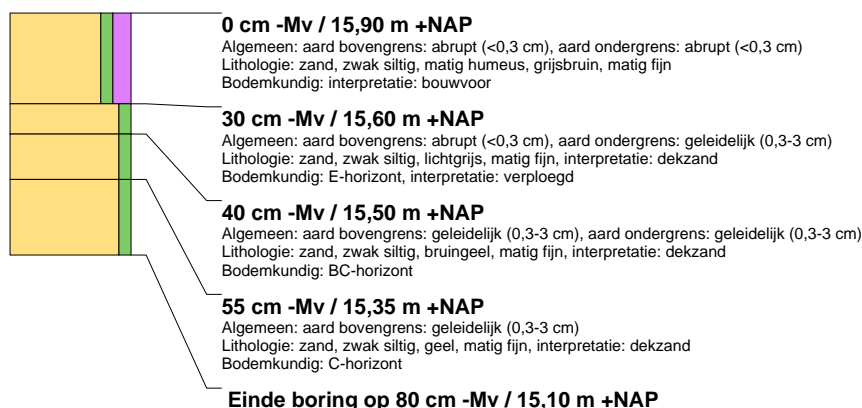 0 cm -Mv / 15,90 m +NAP
Algemeen: aard bovengrens: abrupt (<0,3 cm), aard ondergrens: abrupt (<0,3 cm)
Lithologie: zand, zwak siltig, matig humeus, grijsbruin, matig fijn
Bodemkundig: interpretatie: bouwvoor
30 cm -Mv / 15,60 m +NAP
Algemeen: aard bovengrens: abrupt (<0,3 cm), aard ondergrens: geleidelijk (0,3-3 cm)
Lithologie: zand, zwak siltig, lichtgrijs, matig fijn, interpretatie: dekzand
Bodemkundig: E-horizont, interpretatie: verploegd
40 cm -Mv / 15,50 m +NAP
Algemeen: aard bovengrens: geleidelijk (0,3-3 cm), aard ondergrens: geleidelijk (0,3-3 cm)
Lithologie: zand, zwak siltig, bruingeel, matig fijn, interpretatie: dekzand
Bodemkundig: BC-horizont
55 cm -Mv / 15,35 m +NAP
Algemeen: aard bovengrens: geleidelijk (0,3-3 cm)
Lithologie: zand, zwak siltig, geel, matig fijn, interpretatie: dekzand
Bodemkundig: C-horizont
Einde boring op 80 cm -Mv / 15,10 m +NAP